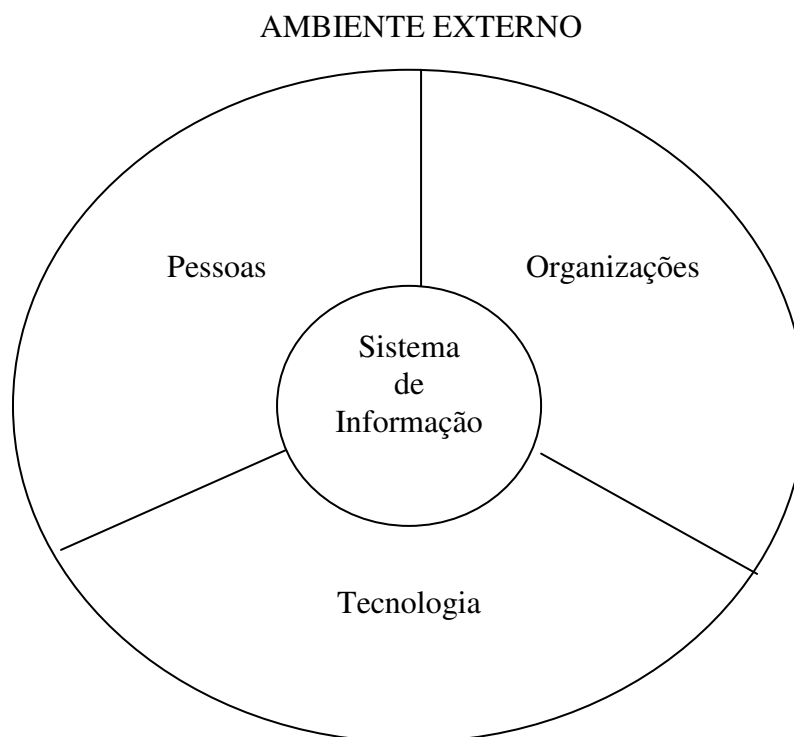 AMBIENTE EXTERNO
Pessoas
Organizações
Sistema
de
Informação
Tecnologia